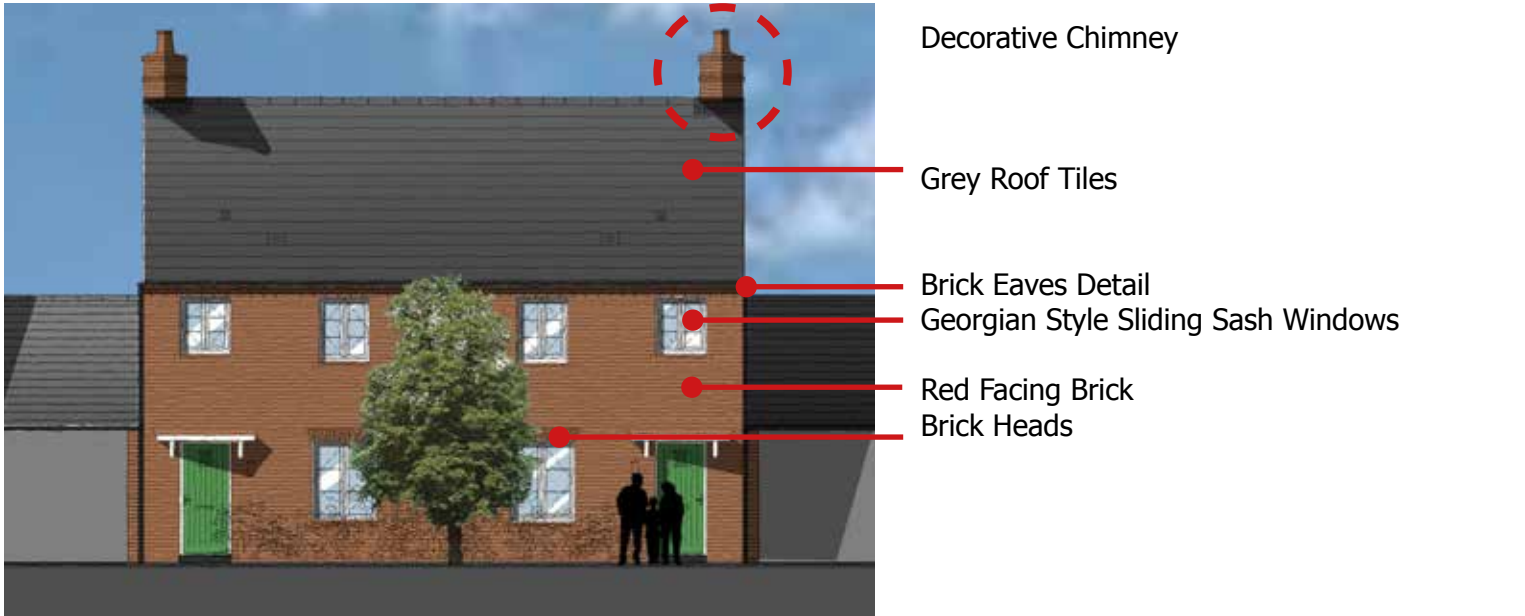 Decorative Chimney
Grey Roof Tiles
Brick Eaves Detail
Georgian Style Sliding Sash Windows
Red Facing Brick
Brick Heads